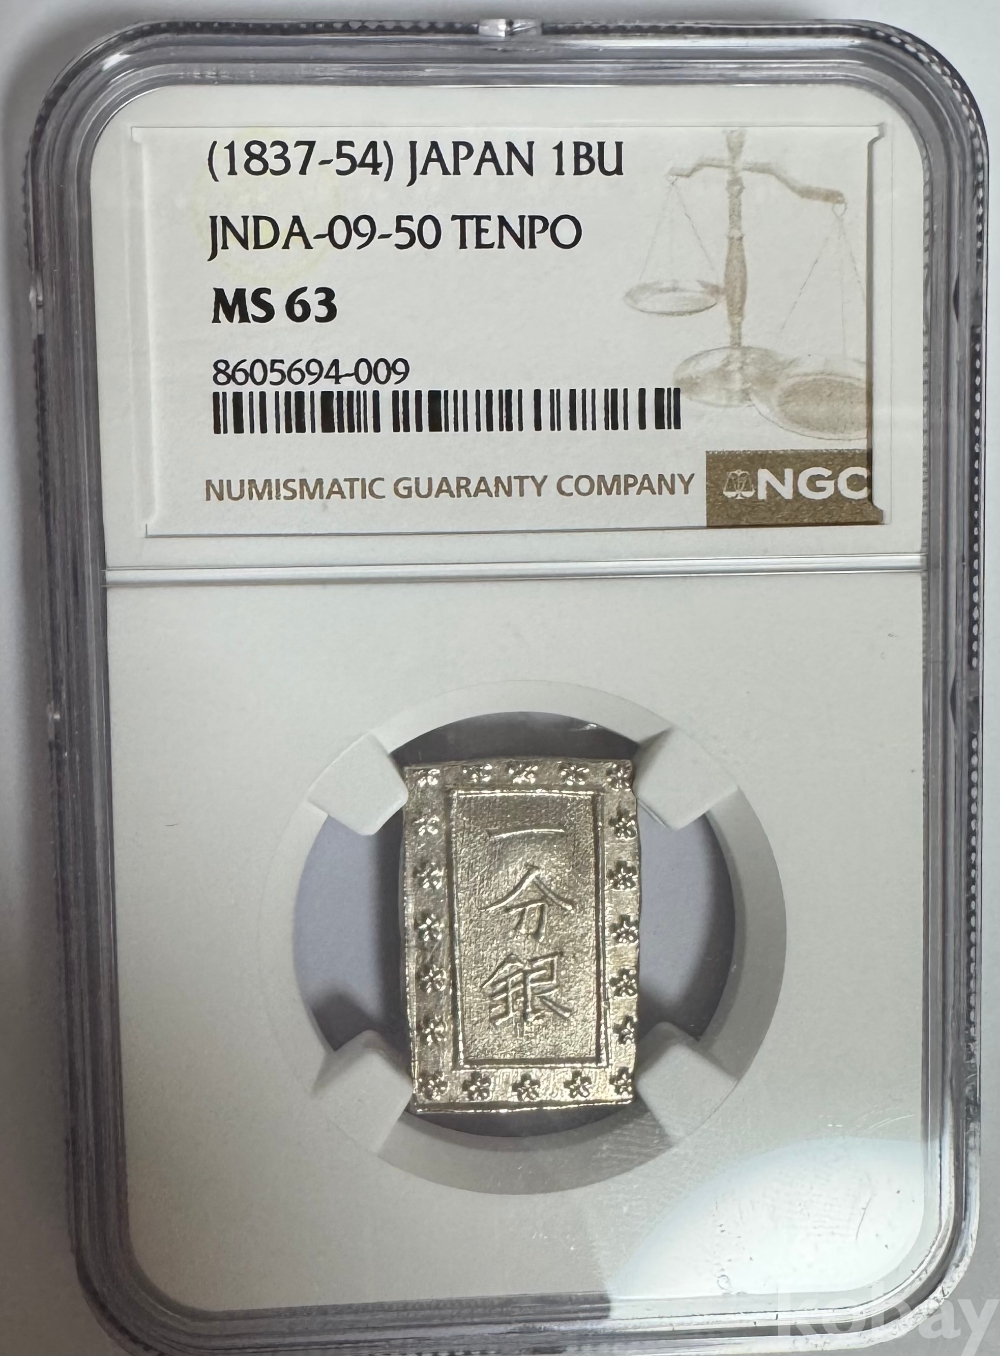 (1837-54) JAPAN 1BU
JNDA-09-50 TENPO
MS 63
8605694-009
NUMISMATIC GUARANTY COMPANY NGC
一
分
銀
kobay